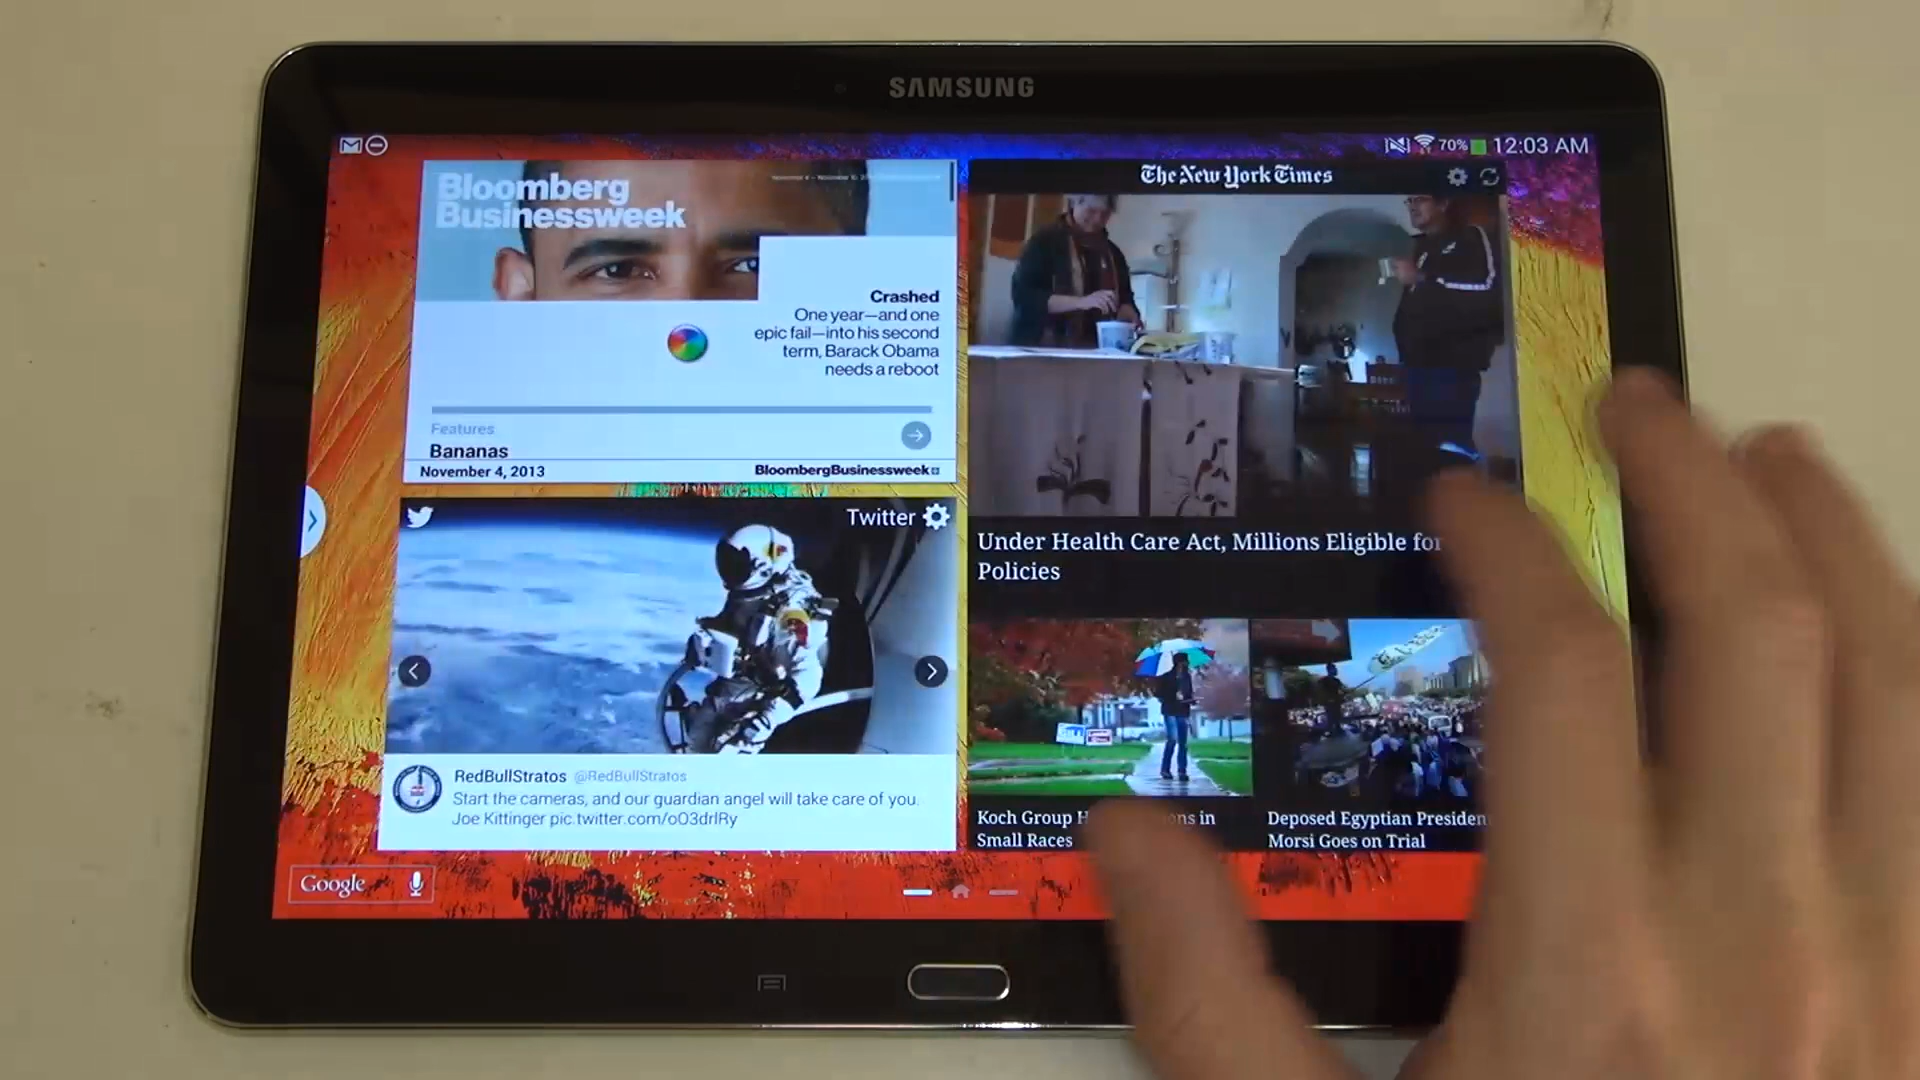 SAMSUNG
70% 12:03 AM
Bloomberg
Businessweek
Crashed
One year—and one
epic fail—into his second
term, Barack Obama
needs a reboot
Features
Bananas
November 4, 2013
BloombergBusinessweek
The New York Times
Under Health Care Act, Millions Eligible for
Policies
Twitter
RedBullStratos @RedBullStratos
Start the cameras, and our guardian angel will take care of you.
Joe Kittinger pic.twitter.com/oO3drlRy
Koch Group
Small Races
Deposed Egyptian
Morsi Goes on Trial
Google